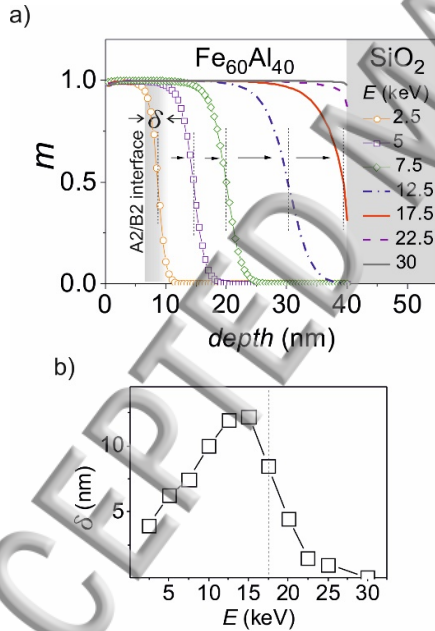 a)
Fe₆₀Al₄₀ SiO₂
E (keV)
2.5
5
7.5
12.5
17.5
22.5
30
δ
A2/B2 interface
m
1.0
0.5
0.0
0 10 20 30 40 50
depth (nm)
b)
δ (nm)
10
5
5 10 15 20 25 30
E (keV)
CEPTED MA